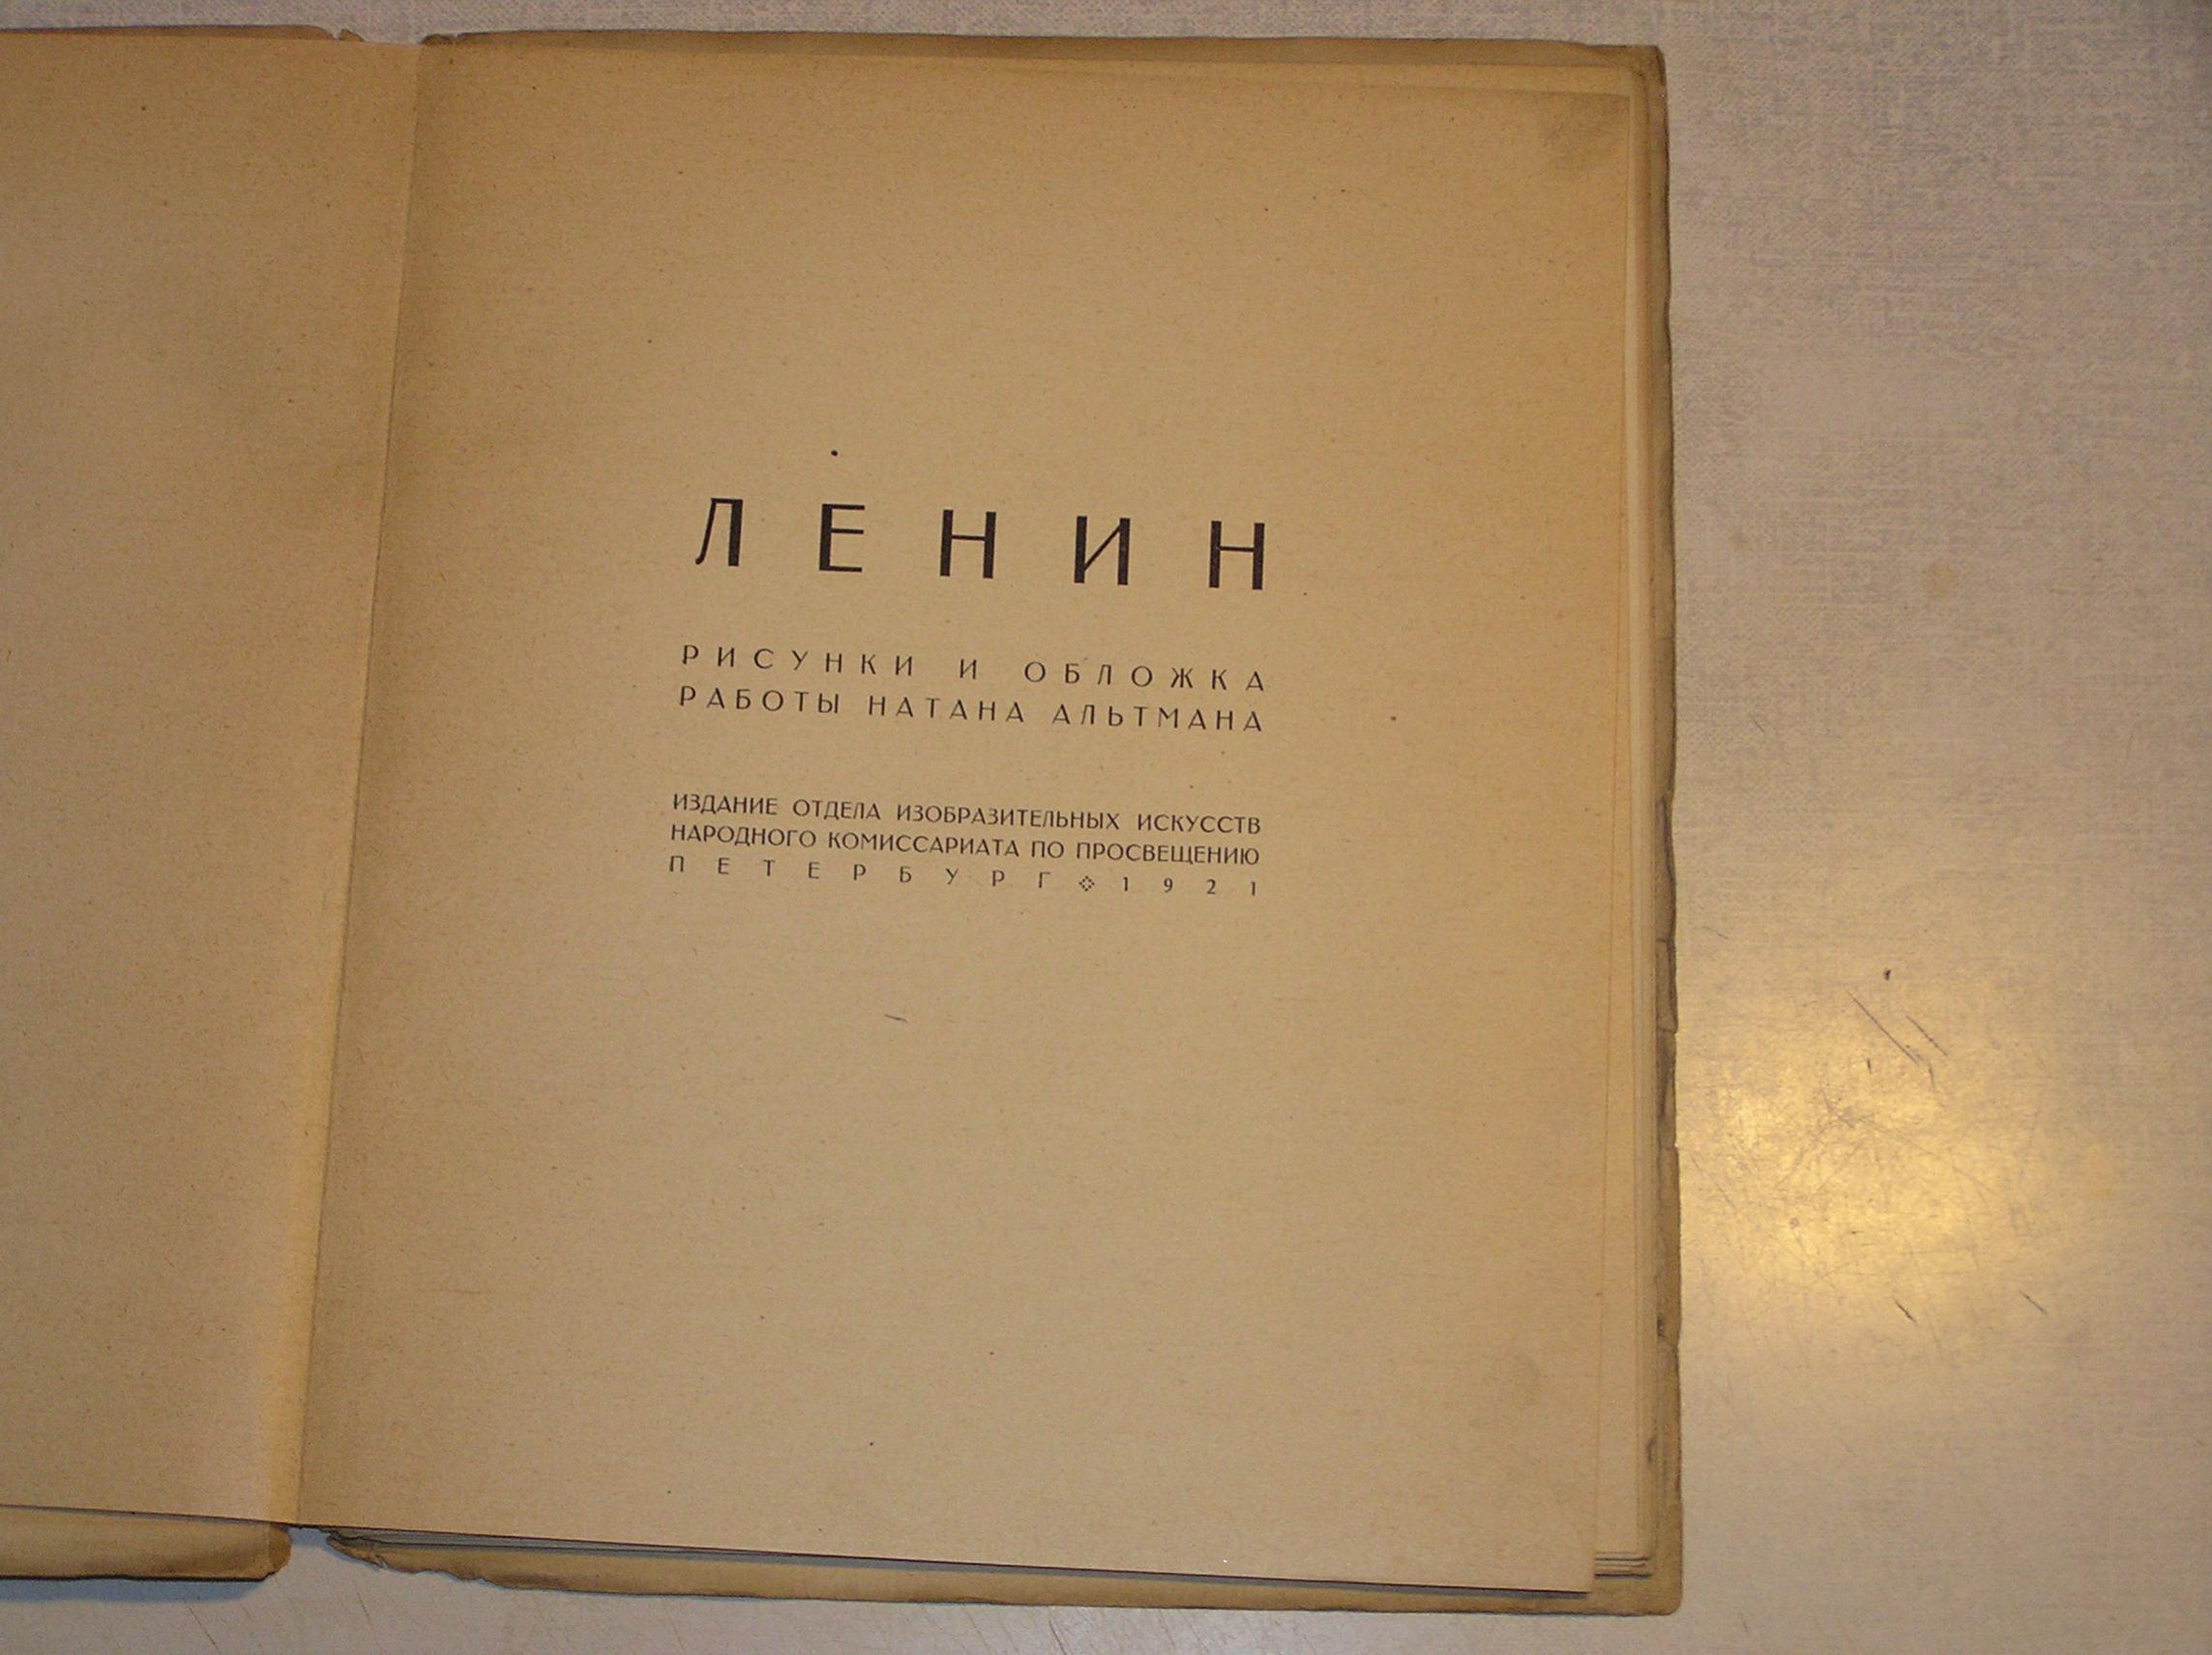 ЛЕНИН
РИСУНКИ И ОБЛОЖКА
РАБОТЫ НАТАНА АЛЬТМАНА
ИЗДАНИЕ ОТДЕЛА ИЗОБРАЗИТЕЛЬНЫХ ИСКУССТВ
НАРОДНОГО КОМИССАРИАТА ПО ПРОСВЕЩЕНИЮ
ПЕТЕРБУРГ 1921